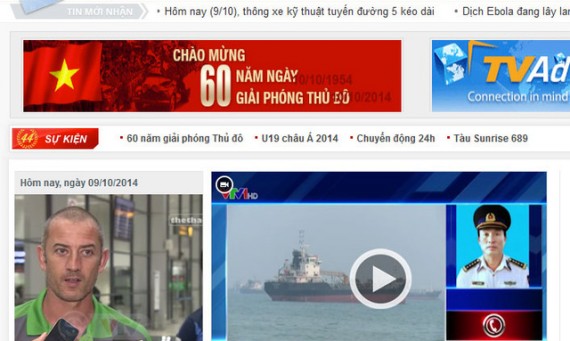 TIN MỚI NHẬN • Hôm nay (9/10), thông xe kỹ thuật tuyến đường 5 kéo dài • Dịch Ebola đang lây lan
CHÀO MỪNG
60 NĂM NGÀY 10/10/1954
GIẢI PHÓNG THỦ ĐÔ 10/10/2014
TVAd
Connection in mind
44 SỰ KIỆN • 60 năm giải phóng Thủ đô • U19 châu Á 2014 • Chuyển động 24h • Tàu Sunrise 689
Hôm nay, ngày 09/10/2014
VTV1 HD
thetha